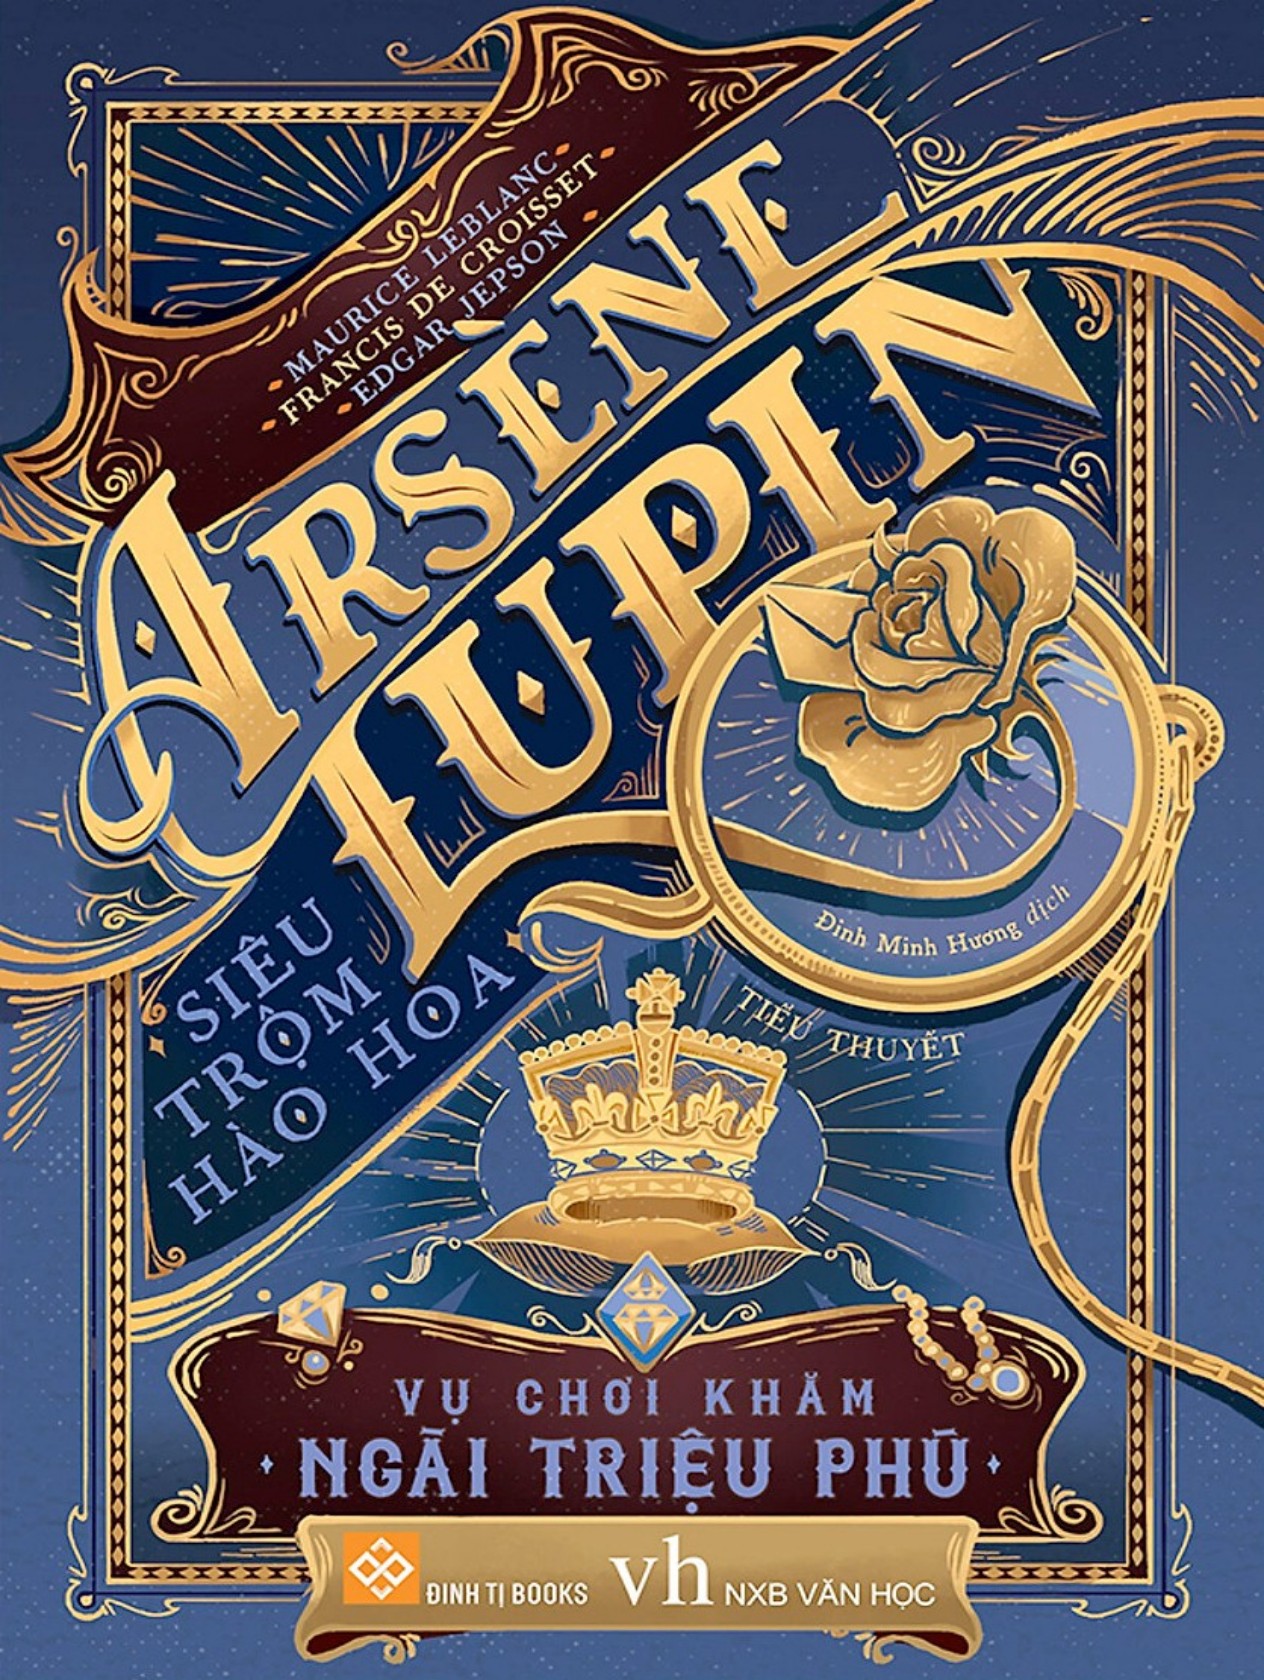 MAURICE LEBLANC
FRANCIS DE CROISSET
EDGAR JEPSON
ARSÈNE
LUPIN
SIÊU
TRỘM
HÀO HOA
Đinh Minh Hương dịch
TIỂU THUYẾT
VỤ CHƠI KHĂM
NGÀI TRIỆU PHÚ
ĐINH TỊ BOOKS
vh NXB VĂN HỌC